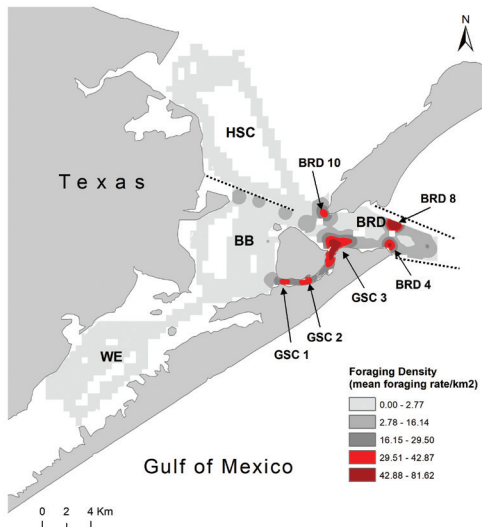 N
HSC
BRD 10
Texas
BRD
BRD 8
BB
GSC 3
BRD 4
GSC 2
GSC 1
WE
Foraging Density
(mean foraging rate/km2)
0.00 - 2.77
2.78 - 16.14
16.15 - 29.50
29.51 - 42.87
42.88 - 81.62
Gulf of Mexico
0 2 4 Km